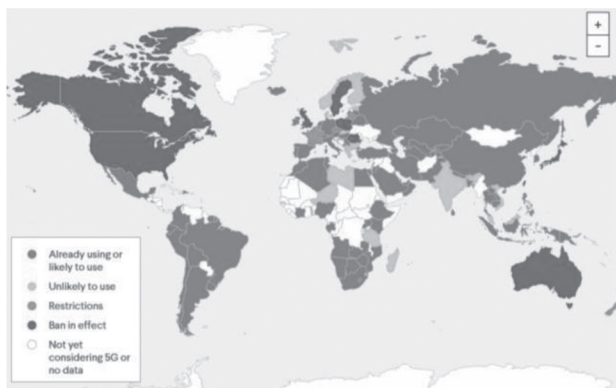 +
−
Already using or
likely to use
Unlikely to use
Restrictions
Ban in effect
Not yet
considering 5G or
no data